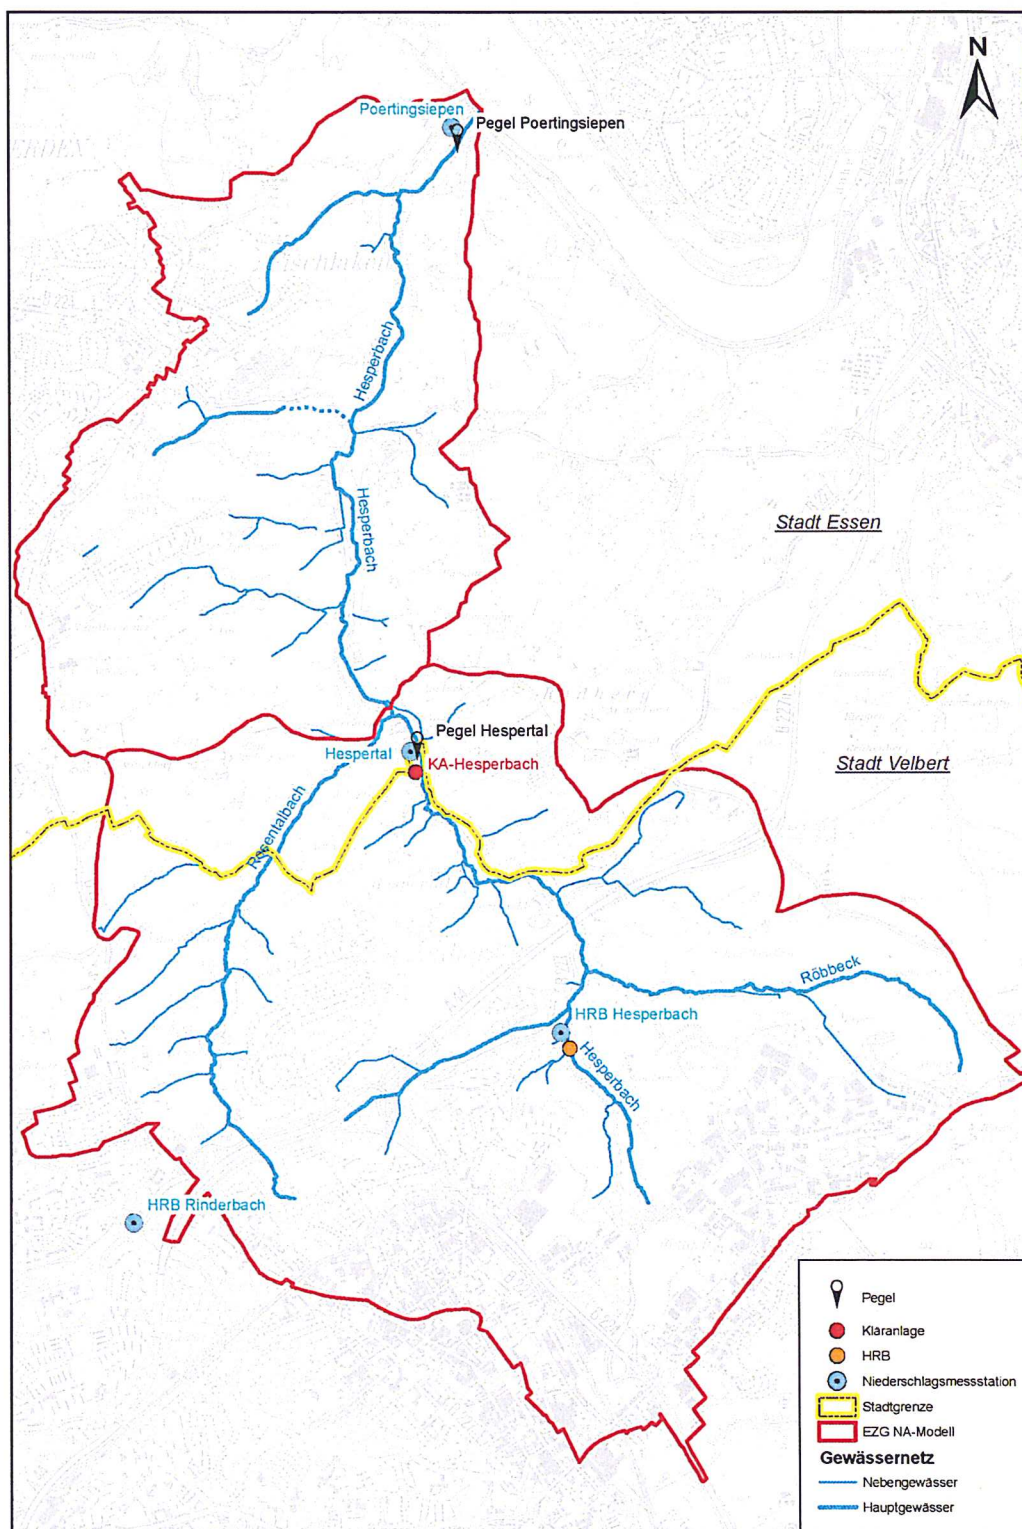 N
Poertingsiepen
Pegel Poertingsiepen
Hesperbach
Hesperbach
Stadt Essen
Pegel Hespertal
Hespertal
KA-Hesperbach
Stadt Velbert
Rosentalbach
Röbbeck
HRB Hesperbach
Hesperbach
HRB Rinderbach
Pegel
Kläranlage
HRB
Niederschlagsmessstation
Stadtgrenze
EZG NA-Modell
Gewässernetz
Nebengewässer
Hauptgewässer